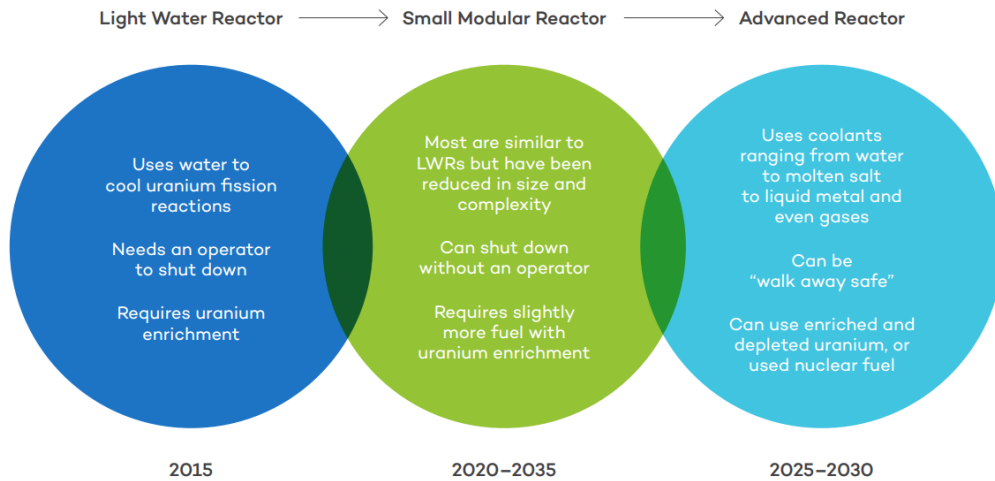 Light Water Reactor → Small Modular Reactor → Advanced Reactor
Uses water to
cool uranium fission
reactions
Needs an operator
to shut down
Requires uranium
enrichment
Most are similar to
LWRs but have been
reduced in size and
complexity
Can shut down
without an operator
Requires slightly
more fuel with
uranium enrichment
Uses coolants
ranging from water
to molten salt
to liquid metal and
even gases
Can be
“walk away safe”
Can use enriched and
depleted uranium, or
used nuclear fuel
2015
2020–2035
2025–2030